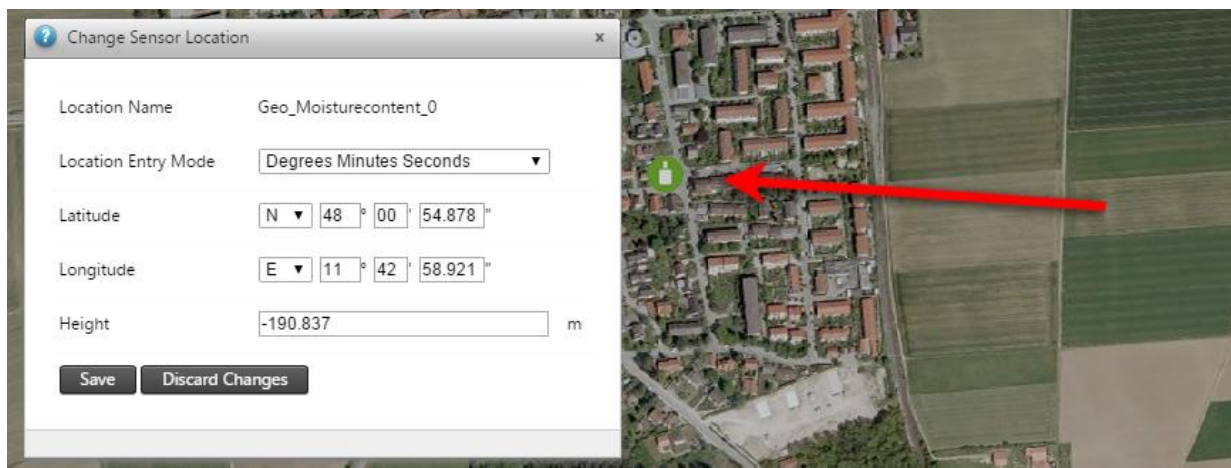 ? Change Sensor Location x
Location Name Geo_Moisturecontent_0
Location Entry Mode Degrees Minutes Seconds ▼
Latitude N ▼ 48 ° 00 ' 54.878 "
Longitude E ▼ 11 ° 42 ' 58.921 "
Height -190.837 m
Save Discard Changes